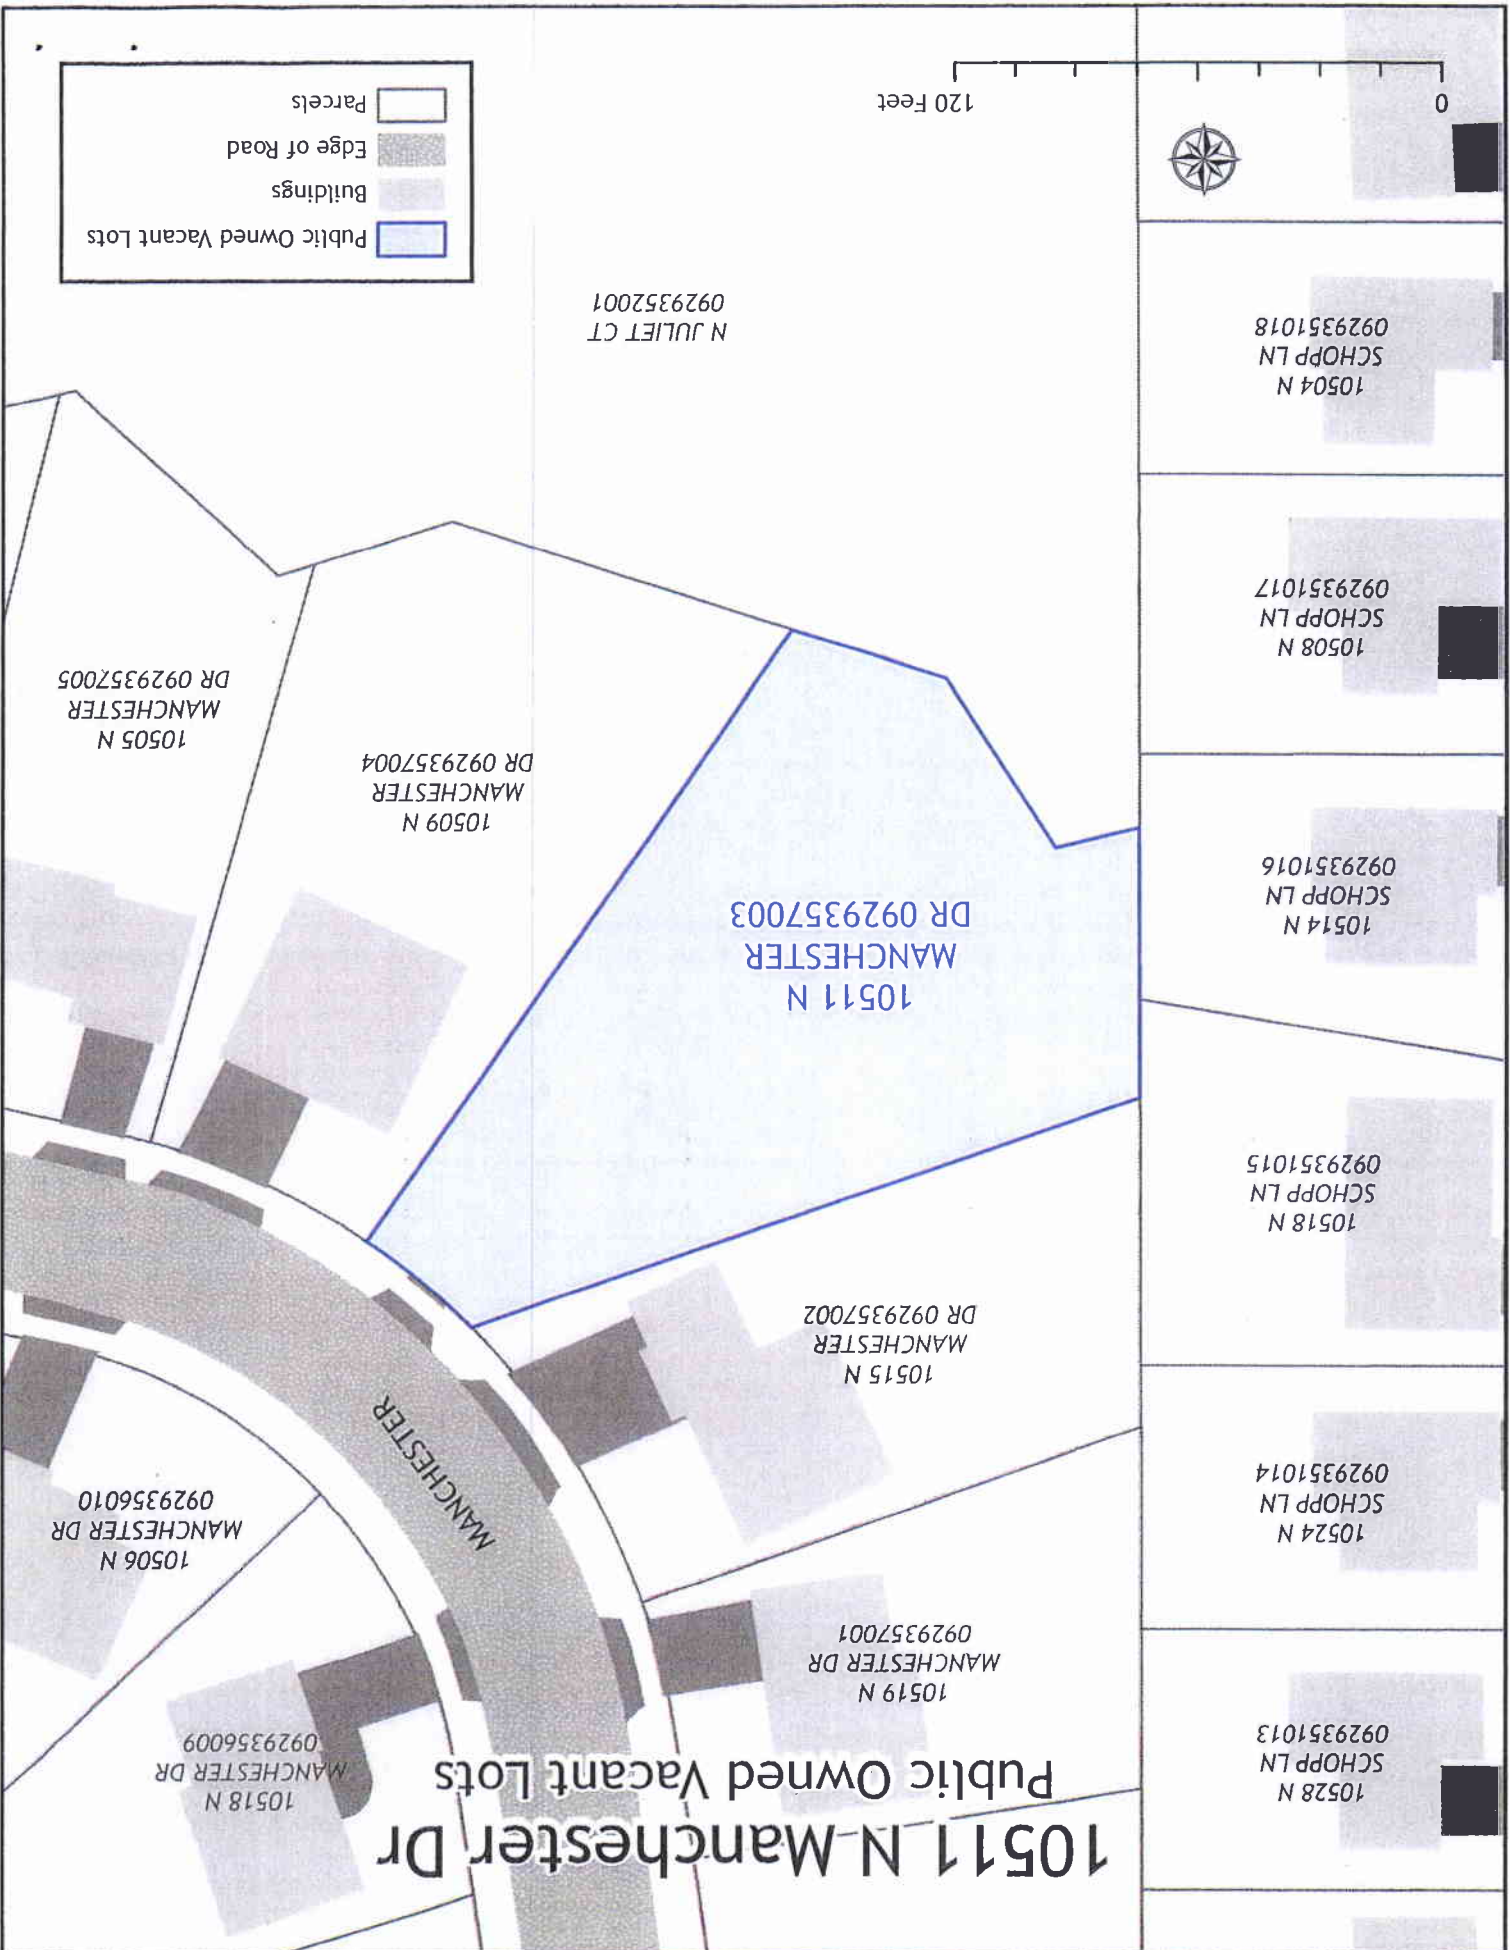 10511 N Manchester Dr
Public Owned Vacant Lots
10528 N
SCHOPP LN
0929351013
10519 N
MANCHESTER DR
0929357001
10518 N
MANCHESTER DR
0929356009
10524 N
SCHOPP LN
0929351014
10506 N
MANCHESTER DR
0929356010
MANCHESTER
10515 N
MANCHESTER
DR 0929357002
10518 N
SCHOPP LN
0929351015
10511 N
MANCHESTER
DR 0929357003
10514 N
SCHOPP LN
0929351016
10509 N
MANCHESTER
DR 0929357004
10505 N
MANCHESTER
DR 0929357005
10508 N
SCHOPP LN
0929351017
10504 N
SCHOPP LN
0929351018
N JULIET CT
0929352001
0
120 Feet
Public Owned Vacant Lots
Buildings
Edge of Road
Parcels